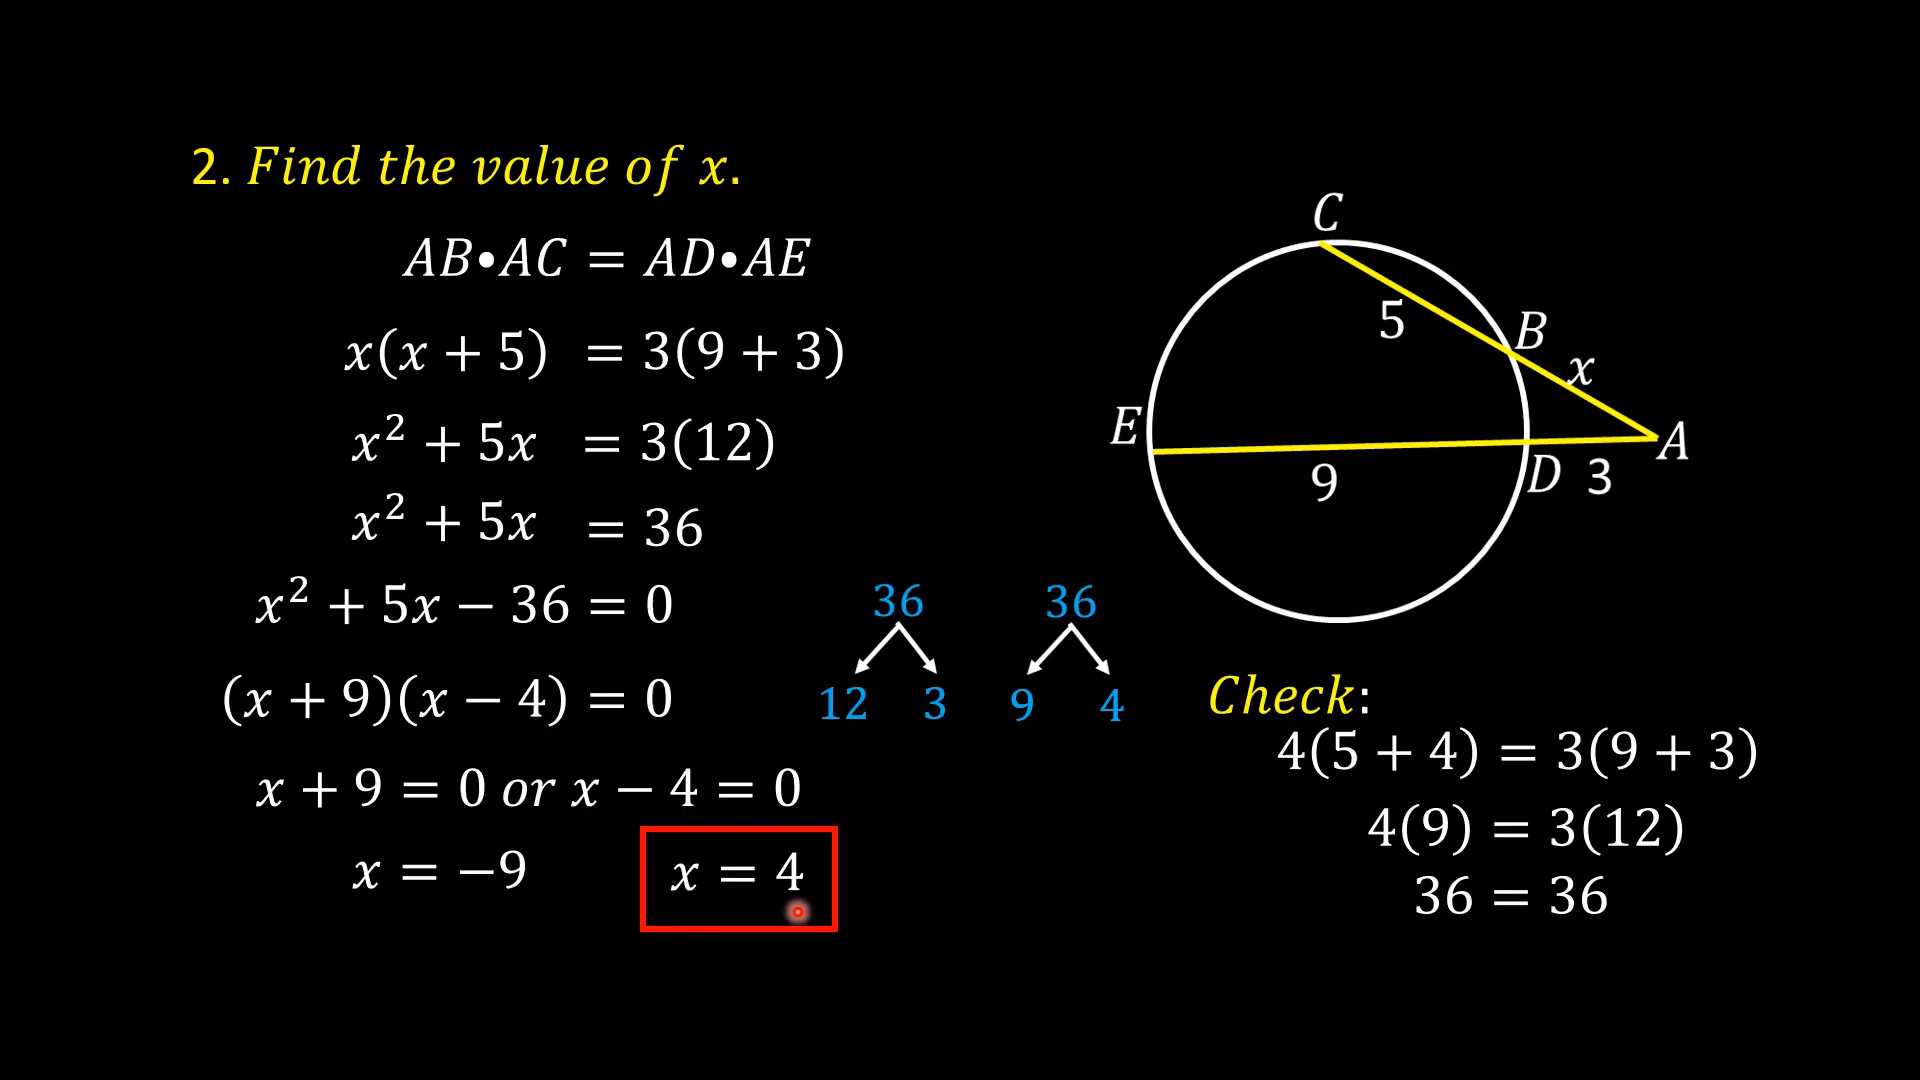 2. Find the value of x.
AB•AC = AD•AE
x(x + 5) = 3(9 + 3)
x² + 5x = 3(12)
x² + 5x = 36
x² + 5x − 36 = 0
(x + 9)(x − 4) = 0
x + 9 = 0 or x − 4 = 0
x = −9
x = 4
36
12 3
36
9 4
C
5
B
x
E
A
9
D 3
Check:
4(5 + 4) = 3(9 + 3)
4(9) = 3(12)
36 = 36